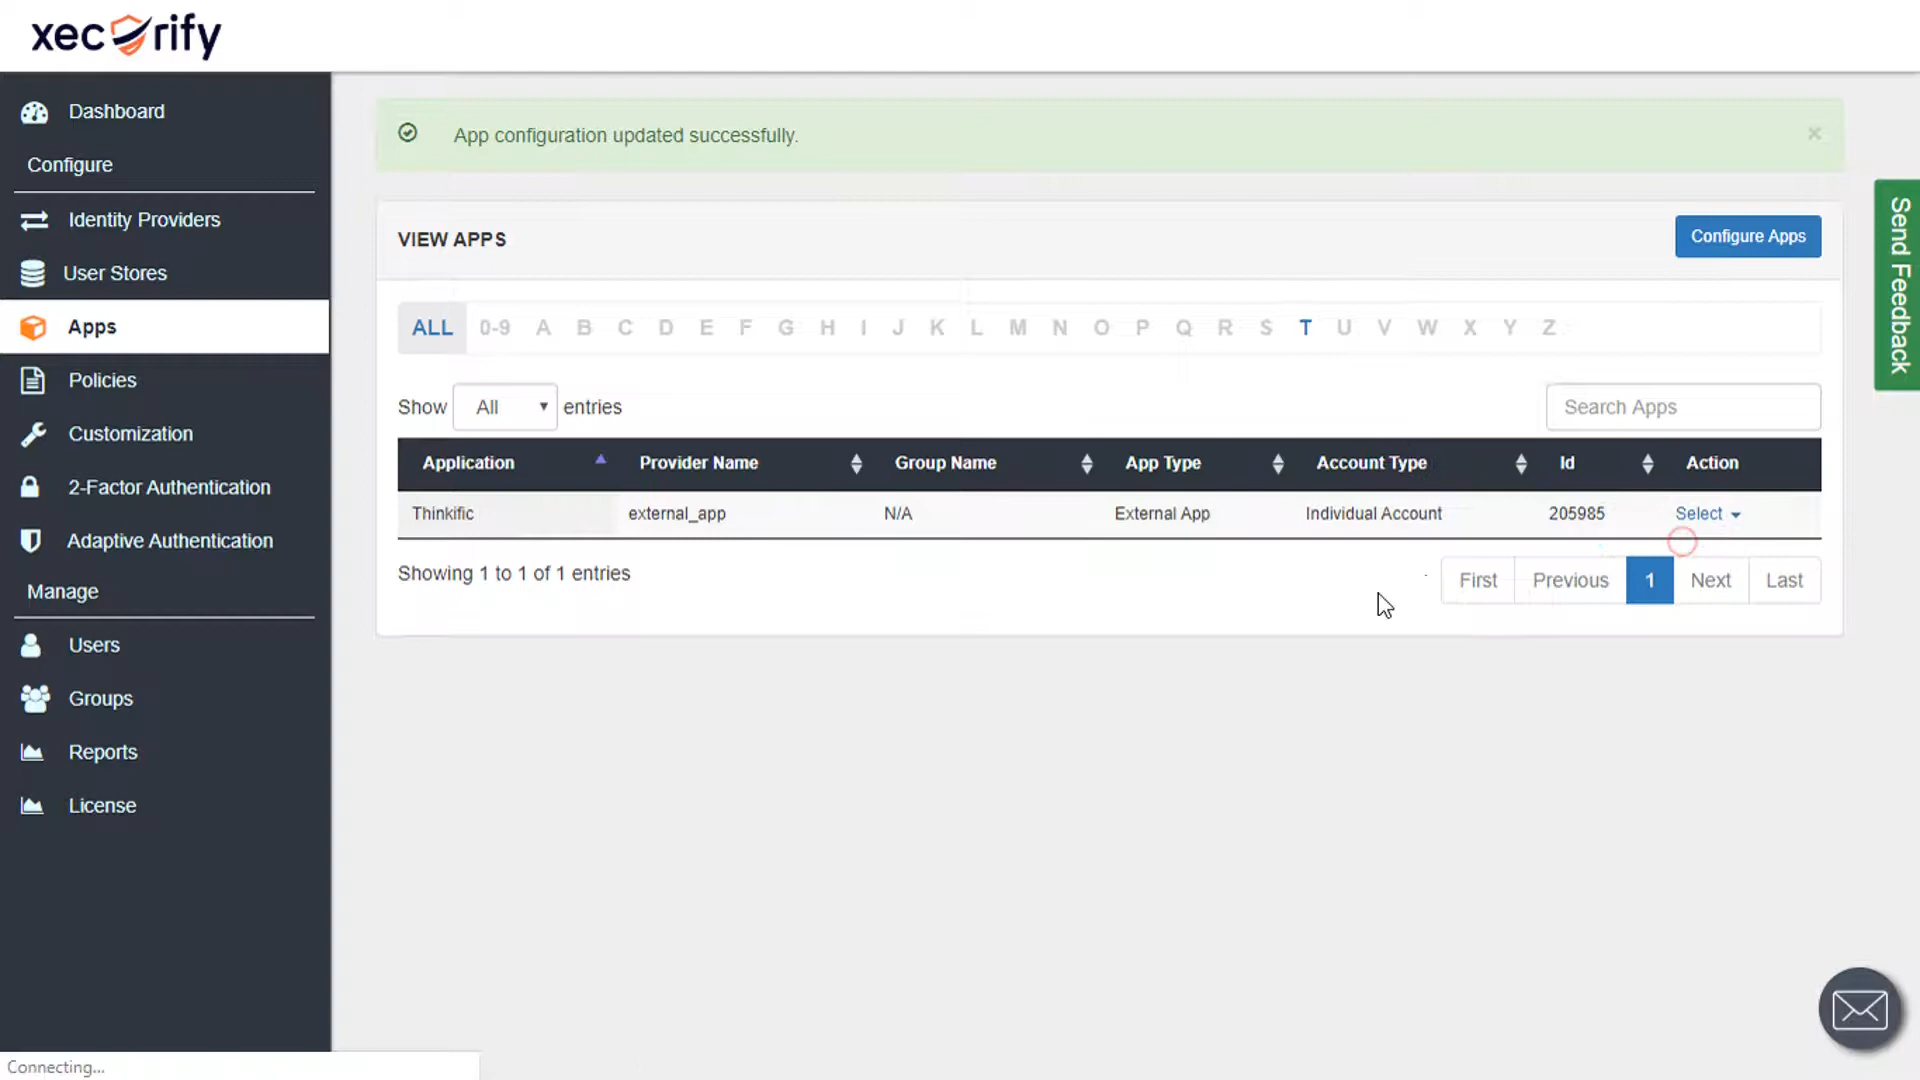 xecurify
Dashboard
Configure
Identity Providers
User Stores
Apps
Policies
Customization
2-Factor Authentication
Adaptive Authentication
Manage
Users
Groups
Reports
License
App configuration updated successfully. ×
VIEW APPS Configure Apps
ALL 0-9 A B C D E F G H I J K L M N O P Q R S T U V W X Y Z
Show All entries Search Apps
Application Provider Name Group Name App Type Account Type Id Action
Thinkific external_app N/A External App Individual Account 205985 Select
Showing 1 to 1 of 1 entries First Previous 1 Next Last
Send Feedback
Connecting...